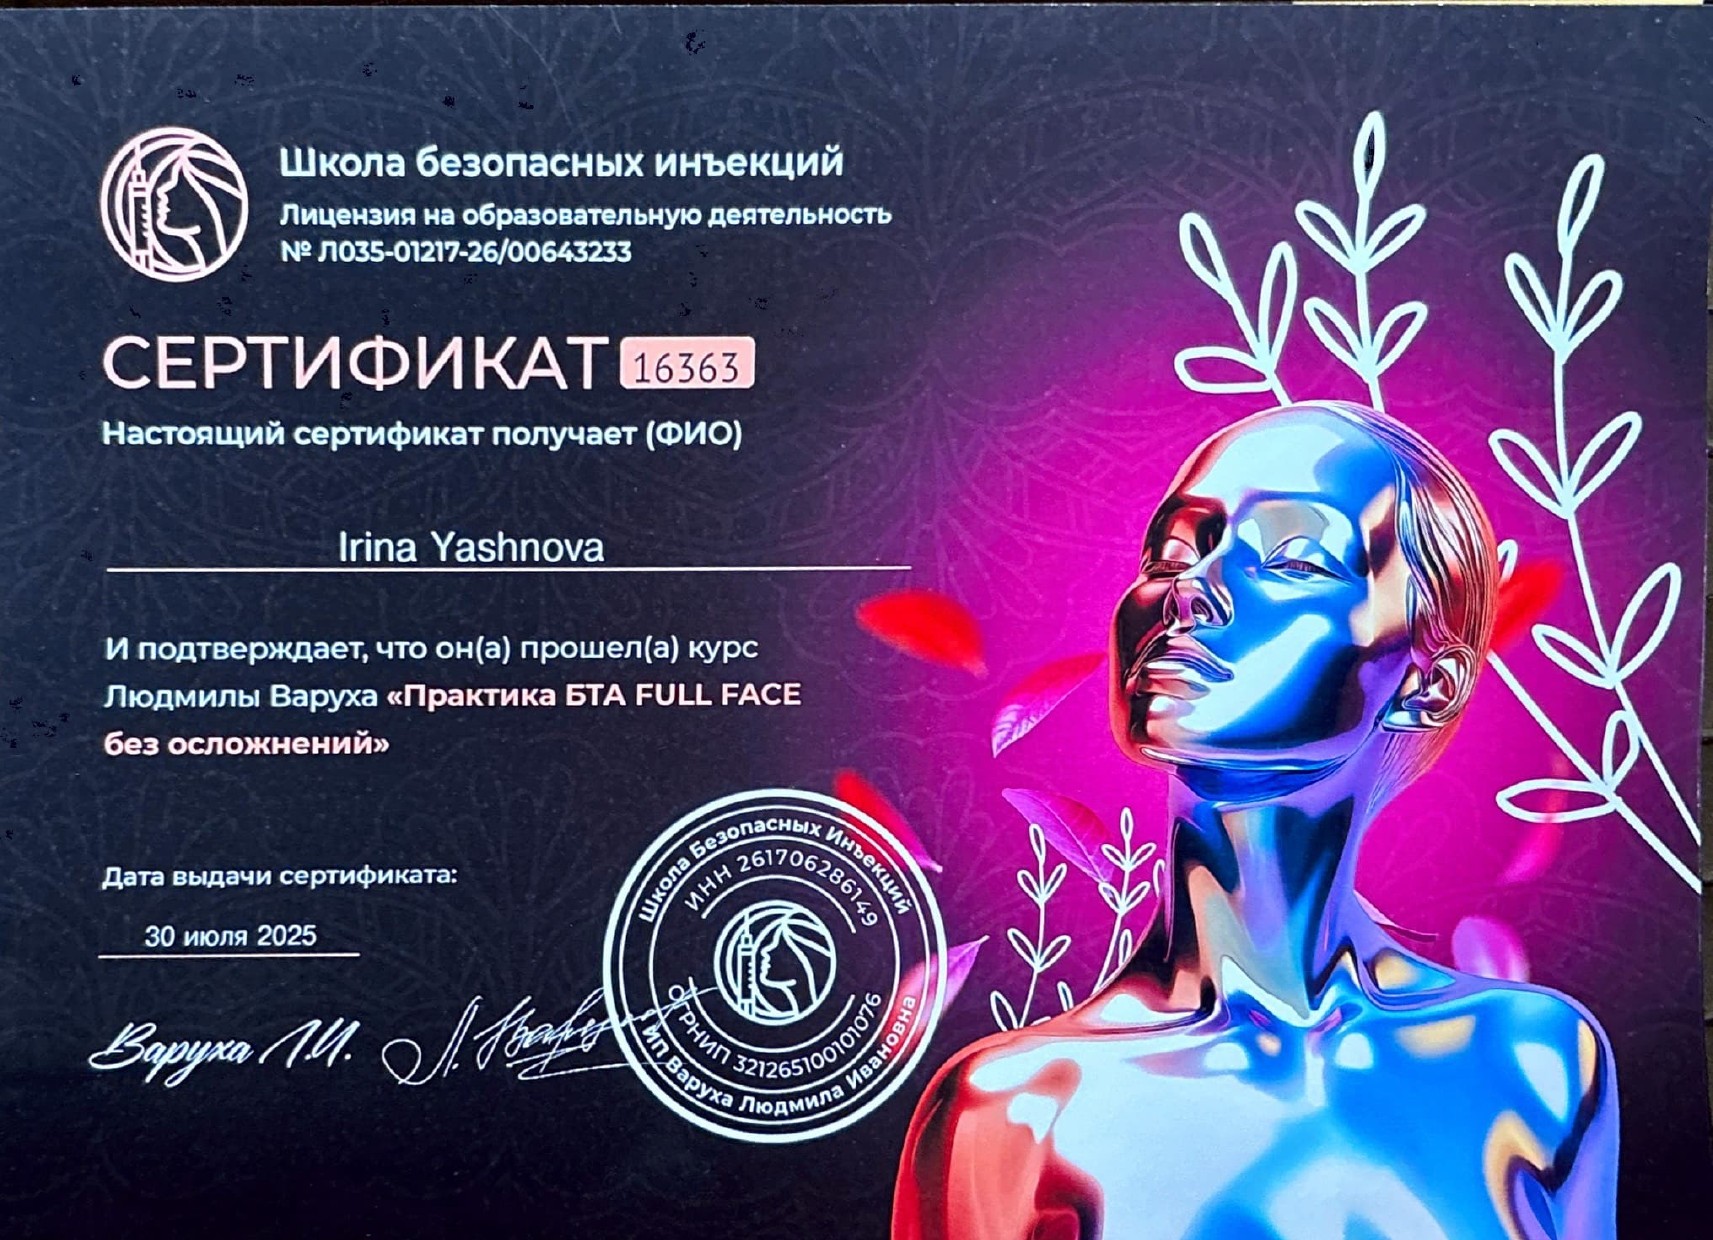 Школа безопасных инъекций
Лицензия на образовательную деятельность
№ Л035-01217-26/00643233
СЕРТИФИКАТ 16363
Настоящий сертификат получает (ФИО)
Irina Yashnova
И подтверждает, что он(а) прошел(а) курс
Людмилы Варуха «Практика БТА FULL FACE
без осложнений»
Дата выдачи сертификата:
30 июля 2025
Варуха Л.И.
Школа Безопасных Инъекций
ИНН 261706286149
ОГРНИП 321265100101076
ИП Варуха Людмила Ивановна